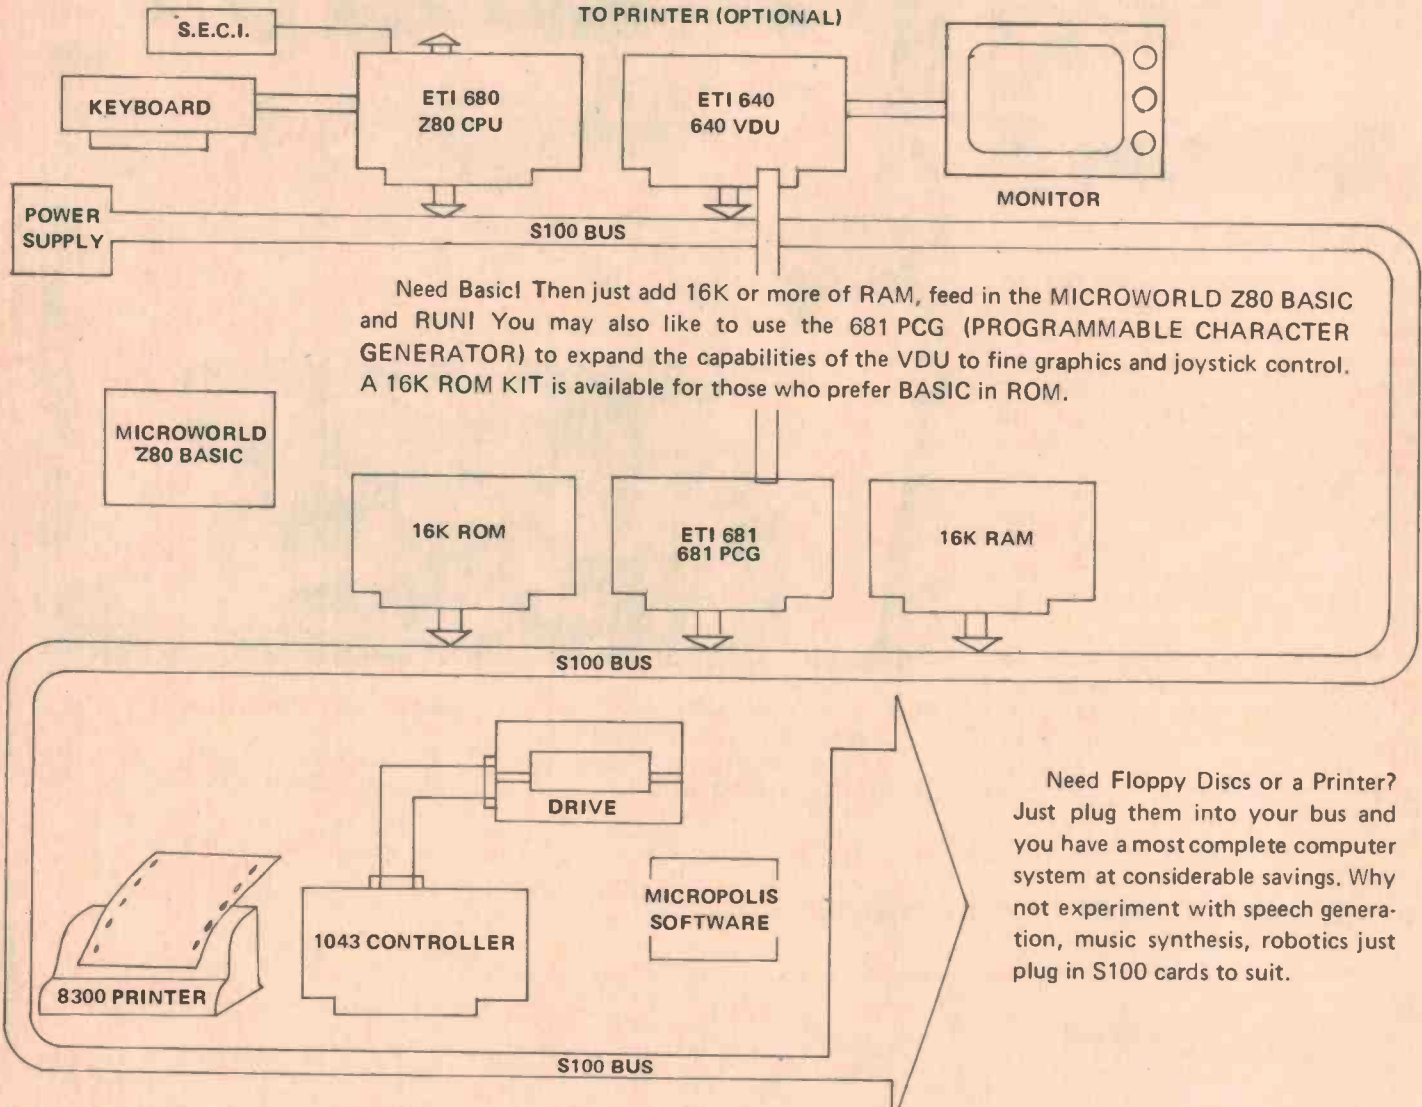 TO PRINTER (OPTIONAL)
S.E.C.I.
KEYBOARD
ETI 680
Z80 CPU
ETI 640
640 VDU
MONITOR
POWER
SUPPLY
S100 BUS
Need Basic! Then just add 16K or more of RAM, feed in the MICROWORLD Z80 BASIC
and RUN! You may also like to use the 681 PCG (PROGRAMMABLE CHARACTER
GENERATOR) to expand the capabilities of the VDU to fine graphics and joystick control.
A 16K ROM KIT is available for those who prefer BASIC in ROM.
MICROWORLD
Z80 BASIC
16K ROM
ETI 681
681 PCG
16K RAM
S100 BUS
DRIVE
MICROPOLIS
SOFTWARE
1043 CONTROLLER
8300 PRINTER
Need Floppy Discs or a Printer?
Just plug them into your bus and
you have a most complete computer
system at considerable savings. Why
not experiment with speech genera-
tion, music synthesis, robotics just
plug in S100 cards to suit.
S100 BUS